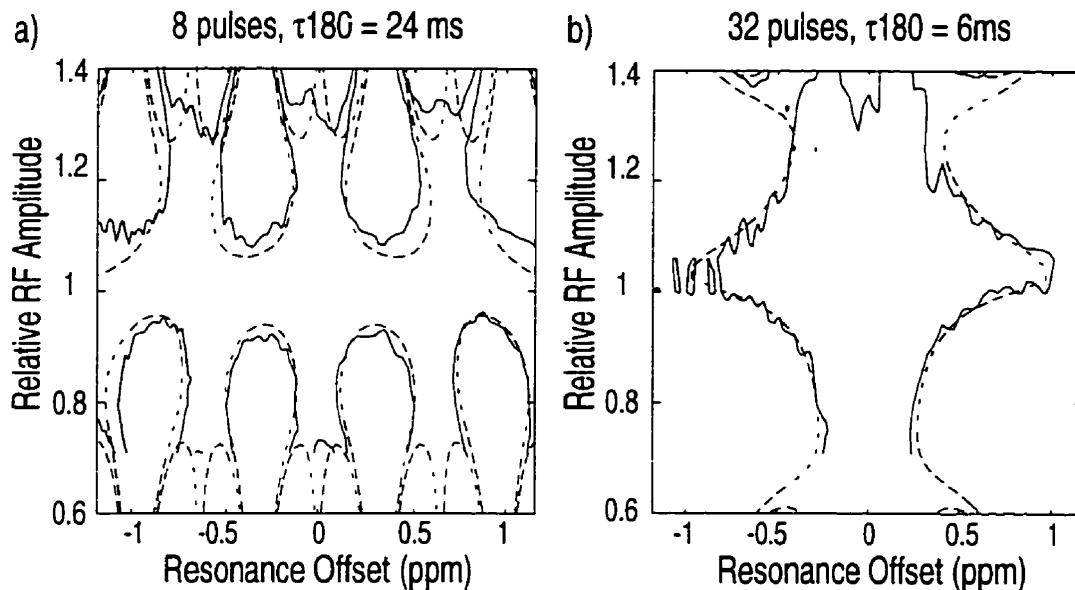 a) 8 pulses, τ180 = 24 ms
Relative RF Amplitude
1.4
1.2
1
0.8
0.6
-1 -0.5 0 0.5 1
Resonance Offset (ppm)
b) 32 pulses, τ180 = 6ms
Relative RF Amplitude
1.4
1.2
1
0.8
0.6
-1 -0.5 0 0.5 1
Resonance Offset (ppm)